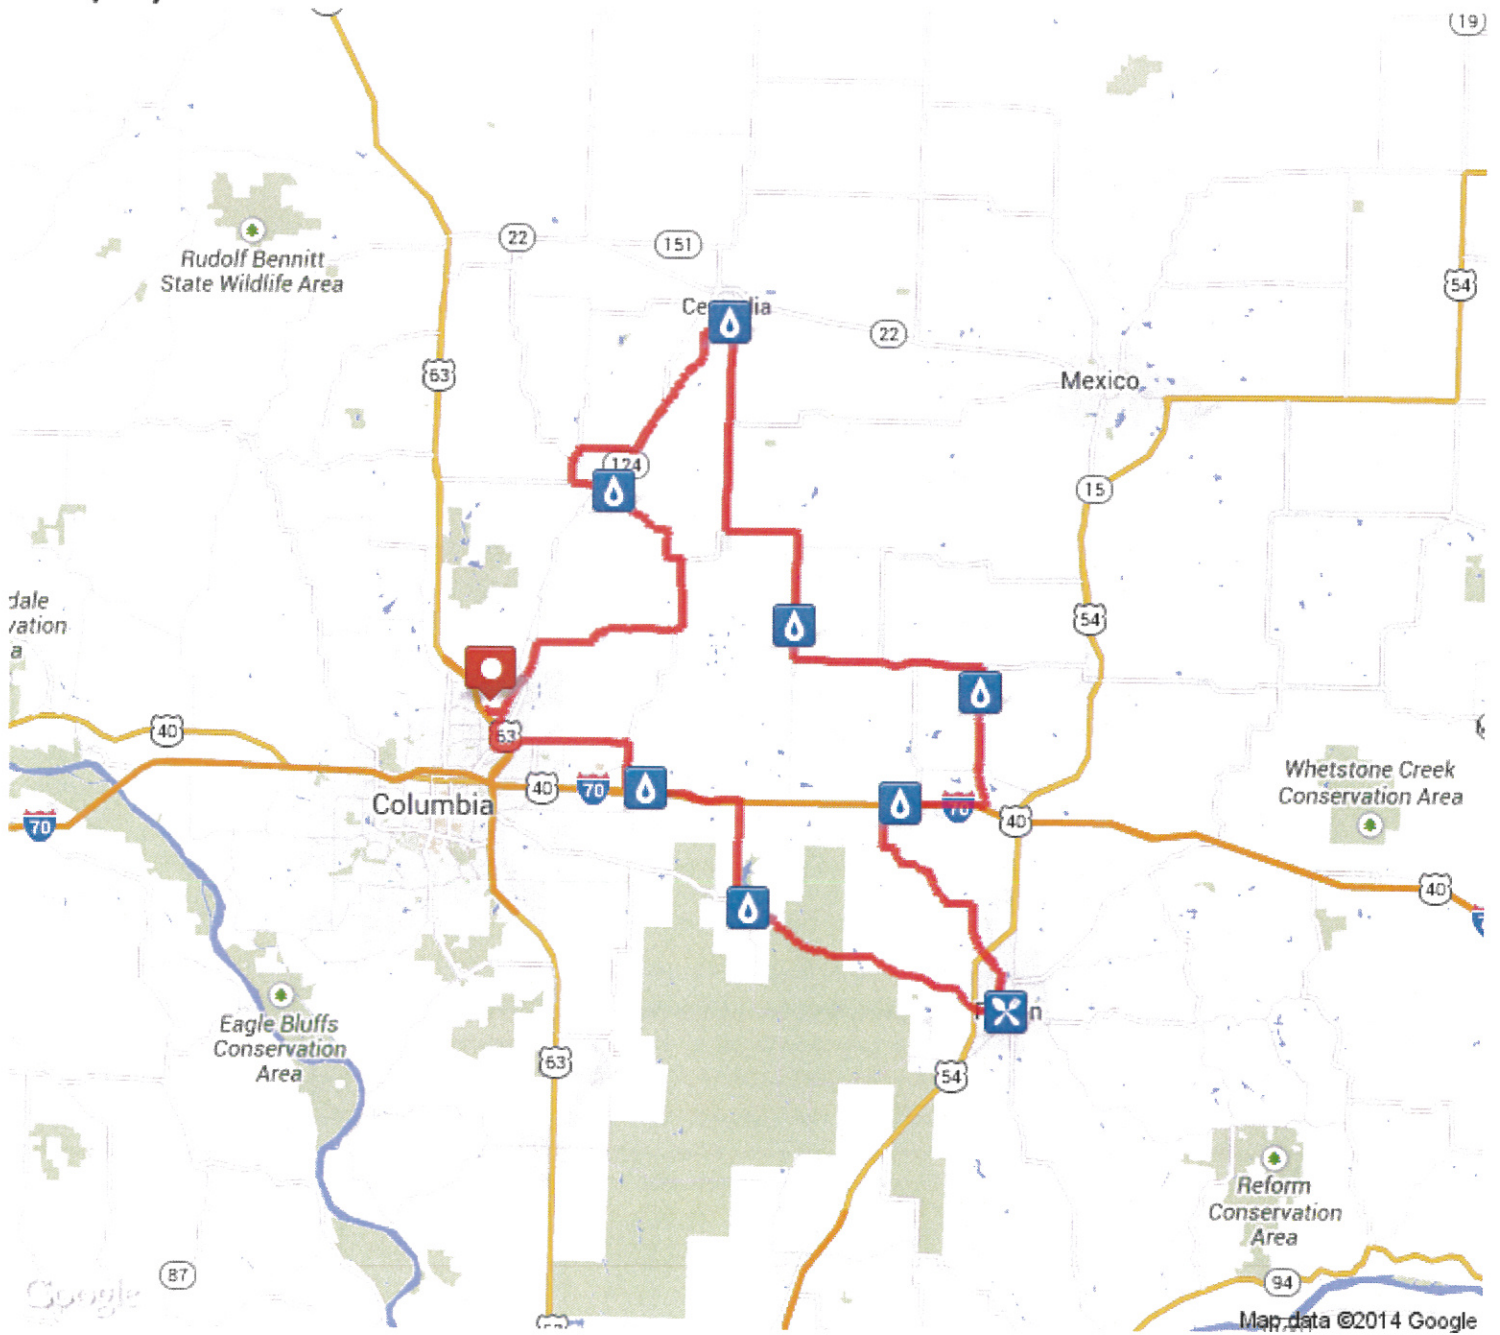 19
Rudolf Bennitt
State Wildlife Area
22
151
54
Ce
ia
22
63
Mexico
124
15
dale
vation
a
54
63
40
40
70
Columbia
70
40
70
Whetstone Creek
Conservation Area
40
Eagle Bluffs
Conservation
Area
F
n
63
54
Reform
Conservation
Area
87
94
Google
Map data ©2014 Google